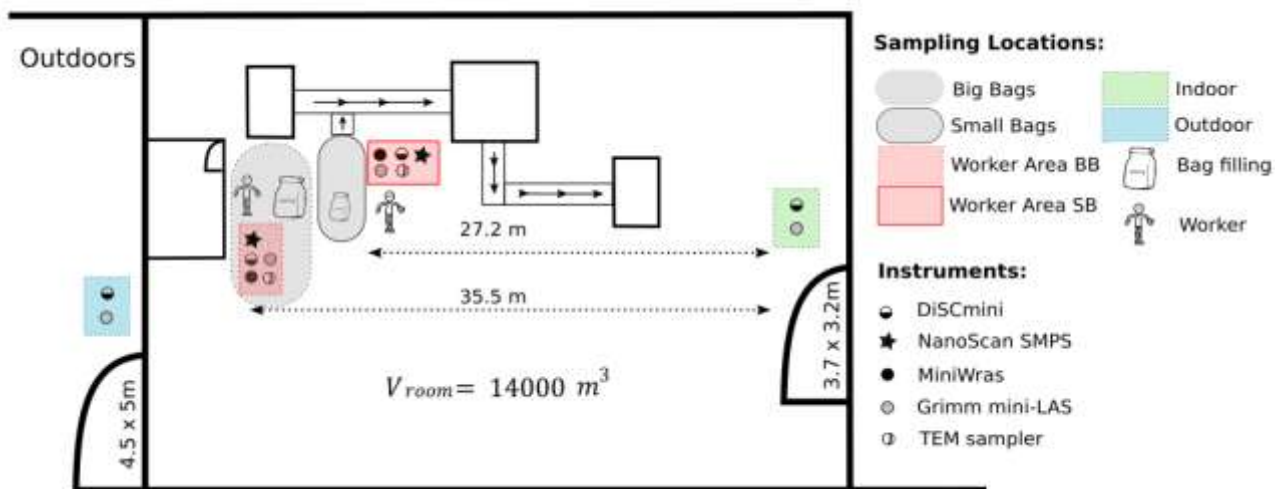 Outdoors
27.2 m
35.5 m
V room = 14000 m³
4.5 x 5m
3.7 x 3.2m
Sampling Locations:
Big Bags
Indoor
Small Bags
Outdoor
Worker Area BB
Bag filling
Worker Area SB
Worker
Instruments:
DiSCmini
NanoScan SMPS
MiniWras
Grimm mini-LAS
TEM sampler